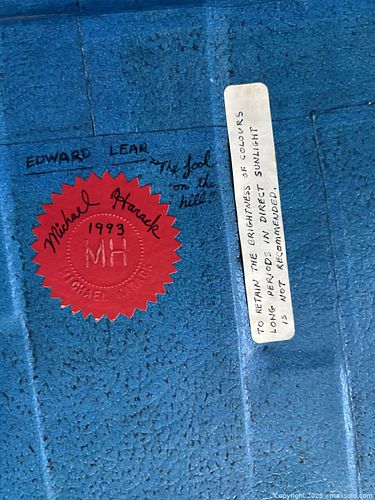 EDWARD LEAR
~ "The fool
on the
hill"
Michael Hanack
1993
MH
MICHAEL
TO RETAIN THE BRIGHTNESS OF COLOURS
LONG PERIODS IN DIRECT SUNLIGHT
IS NOT RECOMMENDED.
Copyright 2025 - maxsold.com